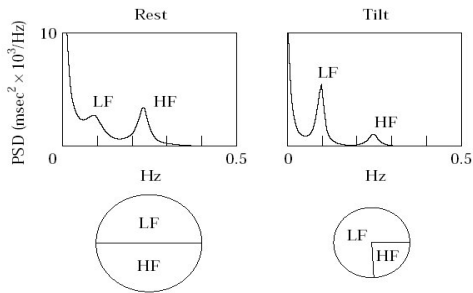 Rest
Tilt
10
PSD (msec² × 10³/Hz)
LF
HF
0
0.5
Hz
LF
HF
0
0.5
Hz
LF
HF
LF
HF